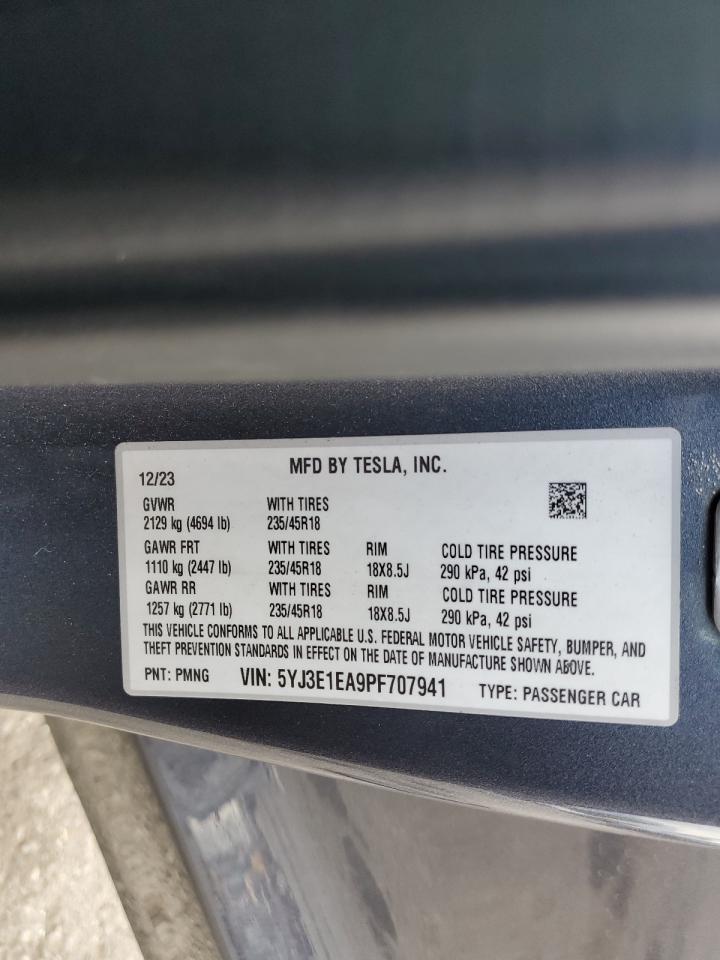 MFD BY TESLA, INC.
12/23
GVWR WITH TIRES
2129 kg (4694 lb) 235/45R18
GAWR FRT WITH TIRES RIM COLD TIRE PRESSURE
1110 kg (2447 lb) 235/45R18 18X8.5J 290 kPa, 42 psi
GAWR RR WITH TIRES RIM COLD TIRE PRESSURE
1257 kg (2771 lb) 235/45R18 18X8.5J 290 kPa, 42 psi
THIS VEHICLE CONFORMS TO ALL APPLICABLE U.S. FEDERAL MOTOR VEHICLE SAFETY, BUMPER, AND
THEFT PREVENTION STANDARDS IN EFFECT ON THE DATE OF MANUFACTURE SHOWN ABOVE.
PNT: PMNG VIN: 5YJ3E1EA9PF707941 TYPE: PASSENGER CAR